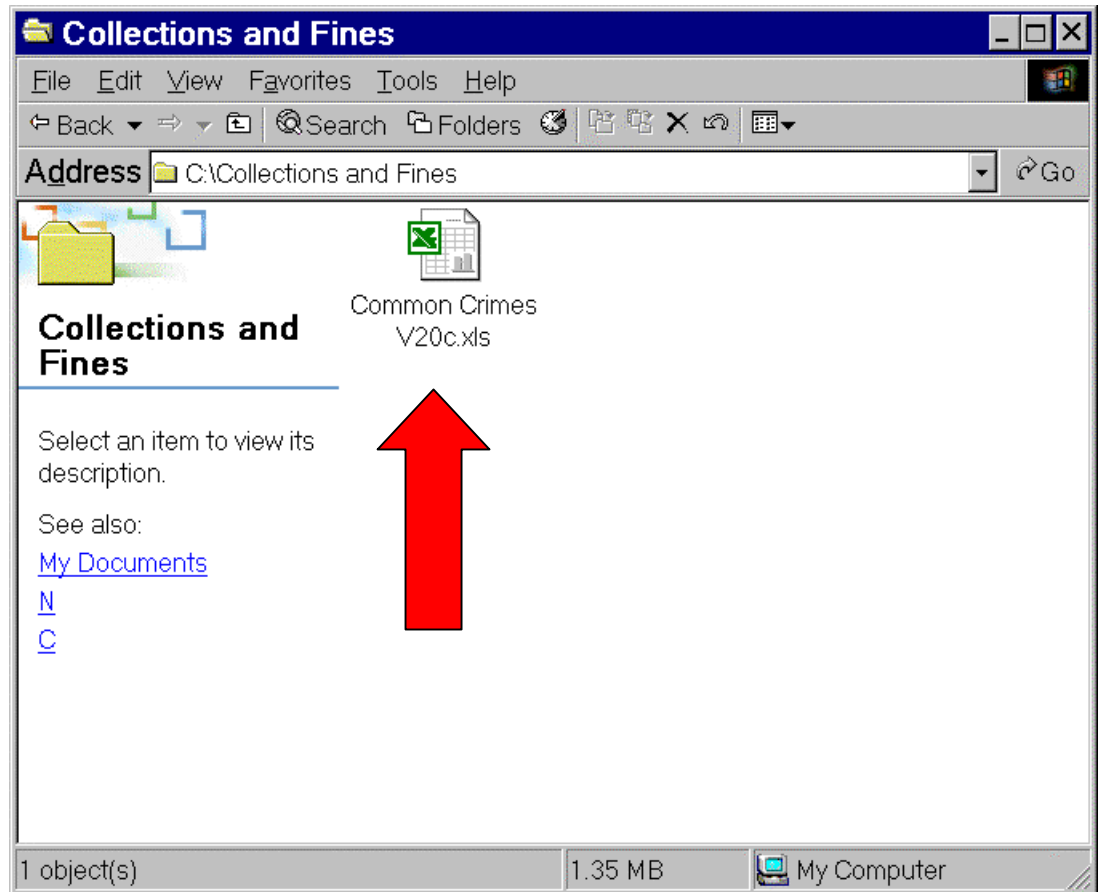 Collections and Fines
File Edit View Favorites Tools Help
Back Search Folders
Address C:\Collections and Fines Go
Collections and
Fines
Common Crimes
V20c.xls
Select an item to view its
description.
See also:
My Documents
N
C
1 object(s) 1.35 MB My Computer